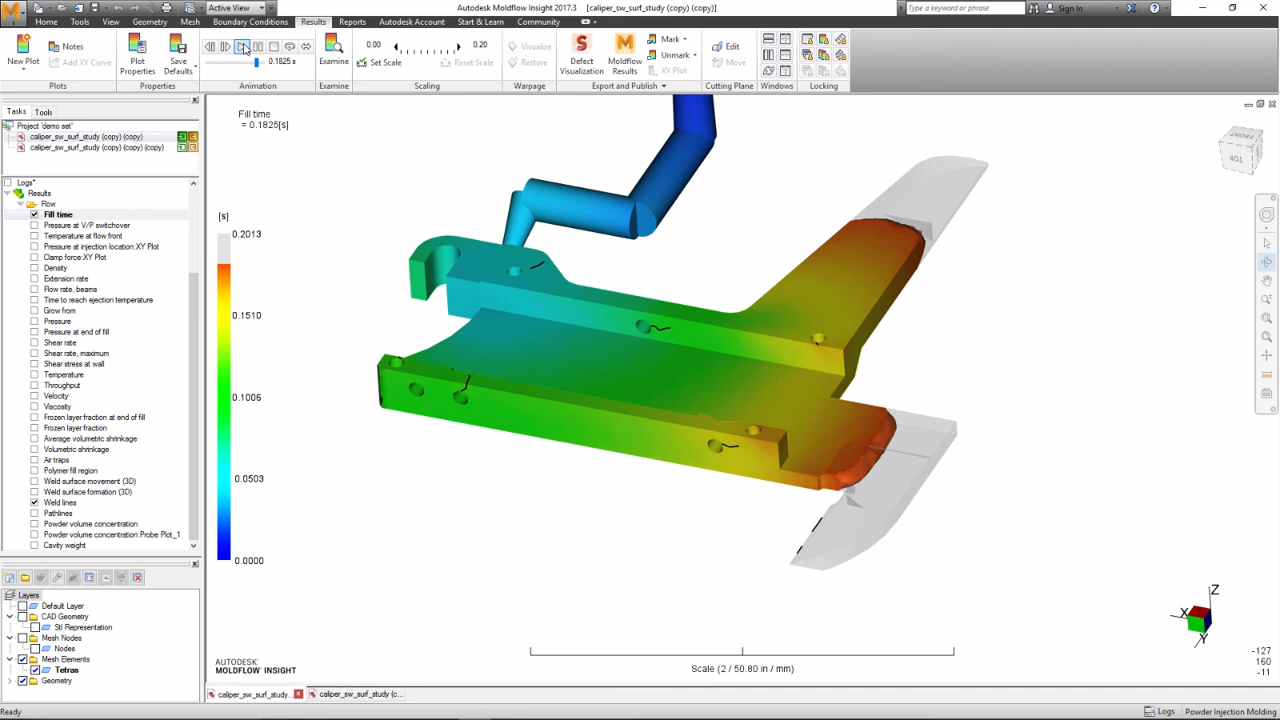 Active View
Autodesk Moldflow Insight 2017.3 [caliper_sw_surf_study (copy) (copy)]
Type a keyword or phrase
Sign In
Home
Tools
View
Geometry
Mesh
Boundary Conditions
Results
Reports
Autodesk Account
Start & Learn
Community
New Plot
Notes
Add XY Curve
Plots
Plot Properties
Save Defaults
Properties
0.1825 s
Animation
Examine
Examine
0.00
0.20
Set Scale
Reset Scale
Scaling
Visualize
Restore
Warpage
Defect Visualization
Moldflow Results
Mark
Unmark
XY Plot
Export and Publish
Edit
Move
Cutting Plane
Windows
Locking
Tasks
Tools
Project 'demo set'
caliper_sw_surf_study (copy) (copy)
caliper_sw_surf_study (copy) (copy) (copy)
Logs*
Results
Flow
Fill time
Pressure at V/P switchover
Temperature at flow front
Pressure at injection location:XY Plot
Clamp force:XY Plot
Density
Extension rate
Flow rate, beams
Time to reach ejection temperature
Grow from
Pressure
Pressure at end of fill
Shear rate
Shear rate, maximum
Shear stress at wall
Temperature
Throughput
Velocity
Viscosity
Frozen layer fraction at end of fill
Frozen layer fraction
Average volumetric shrinkage
Volumetric shrinkage
Air traps
Polymer fill region
Weld surface movement (3D)
Weld surface formation (3D)
Weld lines
Pathlines
Powder volume concentration
Powder volume concentration:Probe Plot_1
Cavity weight
Layers
Default Layer
CAD Geometry
Stl Representation
Mesh Nodes
Nodes
Mesh Elements
Tetras
Geometry
Fill time
= 0.1825[s]
[s]
0.2013
0.1510
0.1006
0.0503
0.0000
FRONT
TOP
Z
X
Y
-127
160
-11
AUTODESK®
MOLDFLOW INSIGHT
Scale (2 / 50.80 in / mm)
caliper_sw_surf_study...
caliper_sw_surf_study (c...
Ready
Logs
Powder Injection Molding